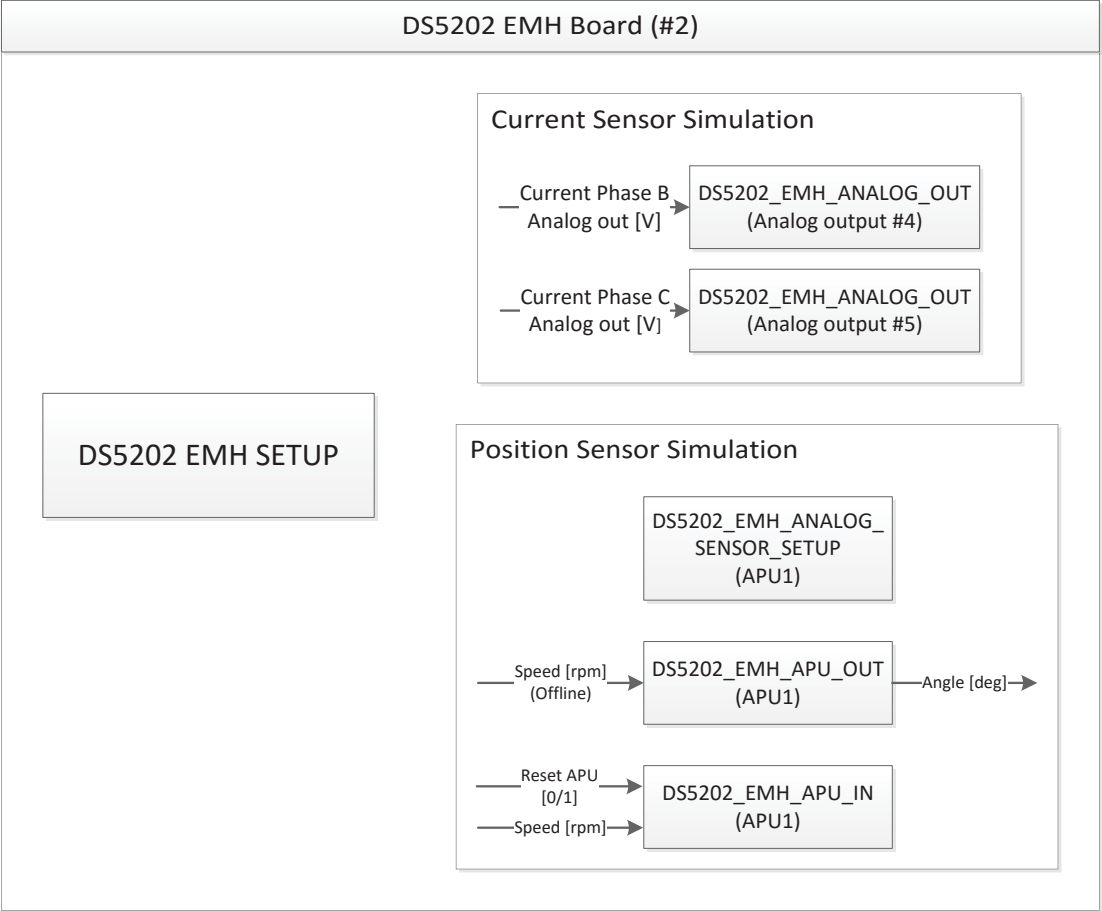 DS5202 EMH Board (#2)
Current Sensor Simulation
Current Phase B
Analog out [V]
DS5202_EMH_ANALOG_OUT
(Analog output #4)
Current Phase C
Analog out [V]
DS5202_EMH_ANALOG_OUT
(Analog output #5)
DS5202 EMH SETUP
Position Sensor Simulation
DS5202_EMH_ANALOG_
SENSOR_SETUP
(APU1)
Speed [rpm]
(Offline)
DS5202_EMH_APU_OUT
(APU1)
Angle [deg]
Reset APU
[0/1]
Speed [rpm]
DS5202_EMH_APU_IN
(APU1)